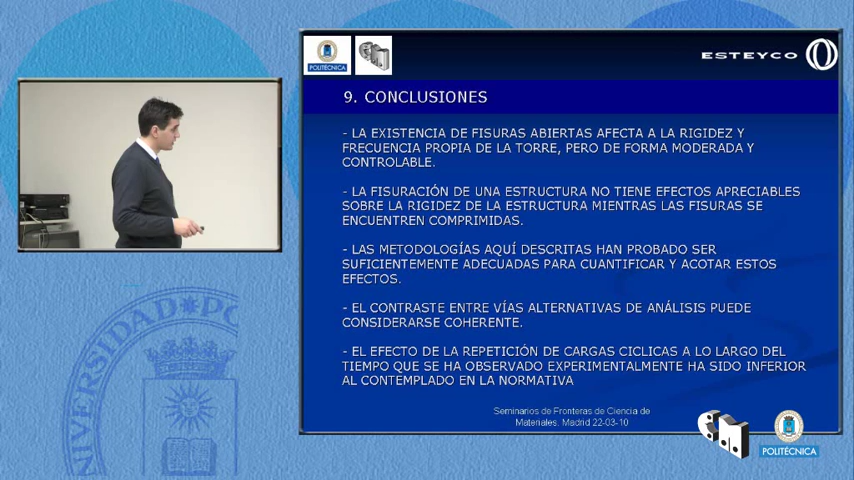 POLITÉCNICA
ESTEYCO
9. CONCLUSIONES
- LA EXISTENCIA DE FISURAS ABIERTAS AFECTA A LA RIGIDEZ Y
FRECUENCIA PROPIA DE LA TORRE, PERO DE FORMA MODERADA Y
CONTROLABLE.
- LA FISURACIÓN DE UNA ESTRUCTURA NO TIENE EFECTOS APRECIABLES
SOBRE LA RIGIDEZ DE LA ESTRUCTURA MIENTRAS LAS FISURAS SE
ENCUENTREN COMPRIMIDAS.
- LAS METODOLOGÍAS AQUÍ DESCRITAS HAN PROBADO SER
SUFICIENTEMENTE ADECUADAS PARA CUANTIFICAR Y ACOTAR ESTOS
EFECTOS.
- EL CONTRASTE ENTRE VÍAS ALTERNATIVAS DE ANÁLISIS PUEDE
CONSIDERARSE COHERENTE.
- EL EFECTO DE LA REPETICIÓN DE CARGAS CICLICAS A LO LARGO DEL
TIEMPO QUE SE HA OBSERVADO EXPERIMENTALMENTE HA SIDO INFERIOR
AL CONTEMPLADO EN LA NORMATIVA
Seminarios de Fronteras de Ciencia de
Materiales. Madrid 22-03-10
POLITÉCNICA